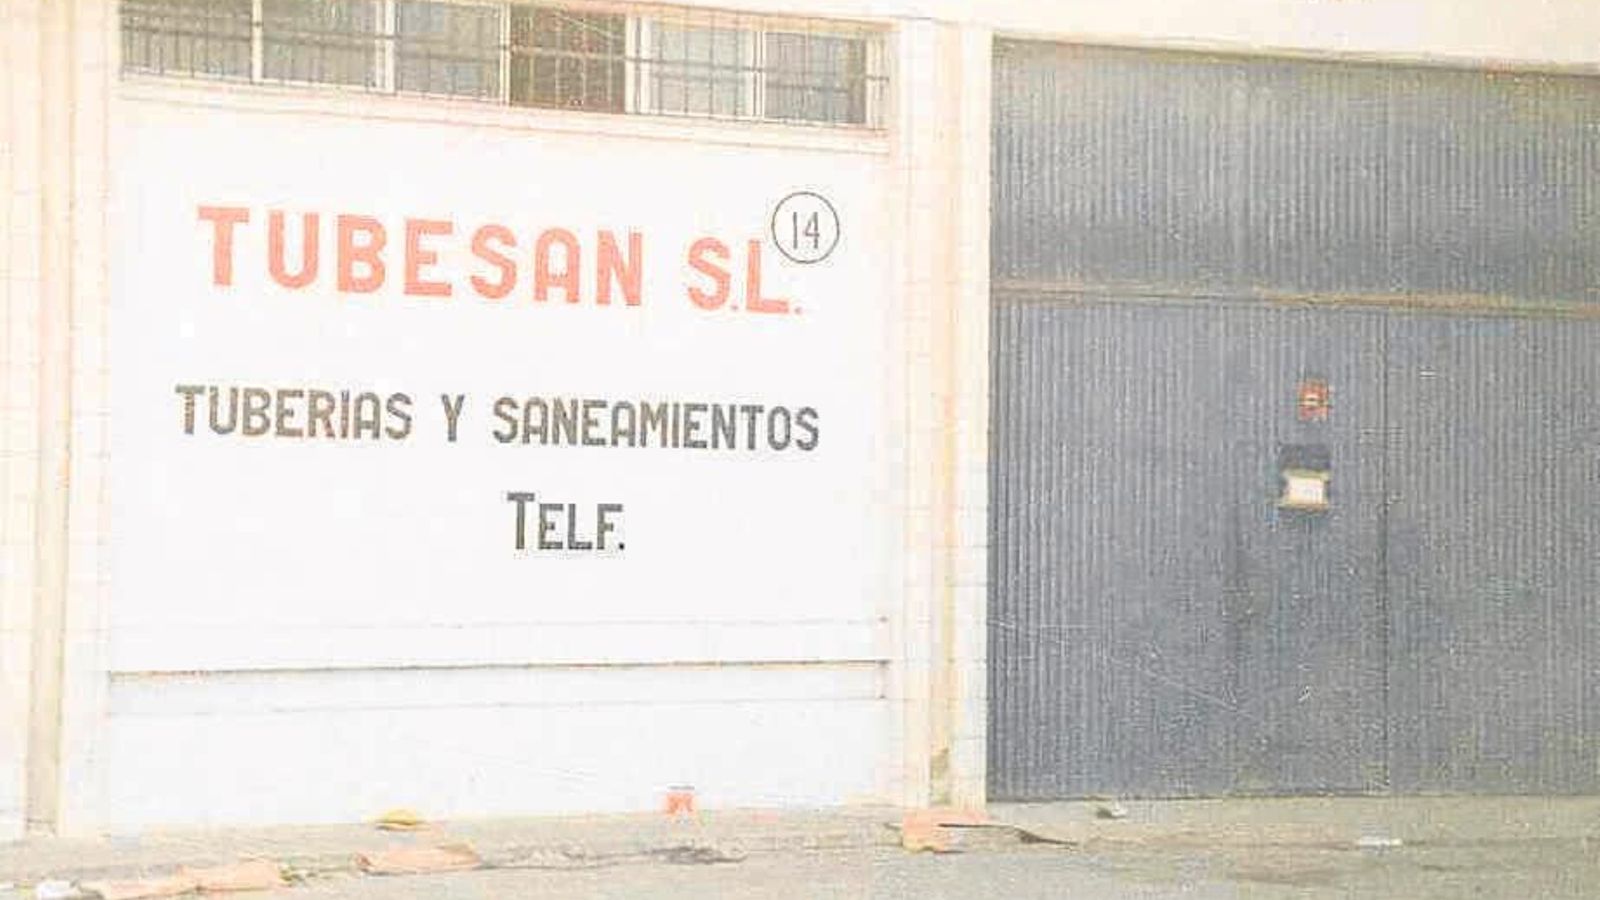 TUBESAN S.L.
14
TUBERIAS Y SANEAMIENTOS
TELF.